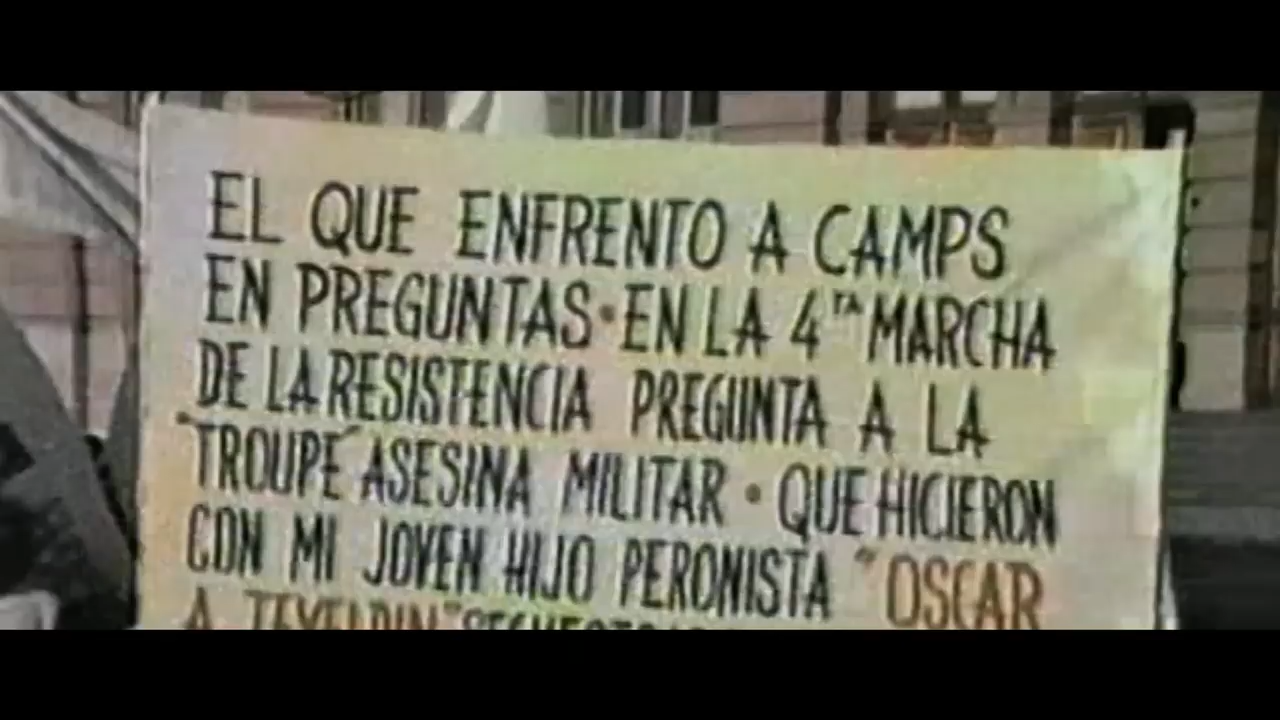 EL QUE ENFRENTO A CAMPS
EN PREGUNTAS • EN LA 4TA MARCHA
DE LA RESISTENCIA PREGUNTA A LA
"TROUPE" ASESINA MILITAR • QUE HICIERON
CON MI JOVEN HIJO PERONISTA "OSCAR
A